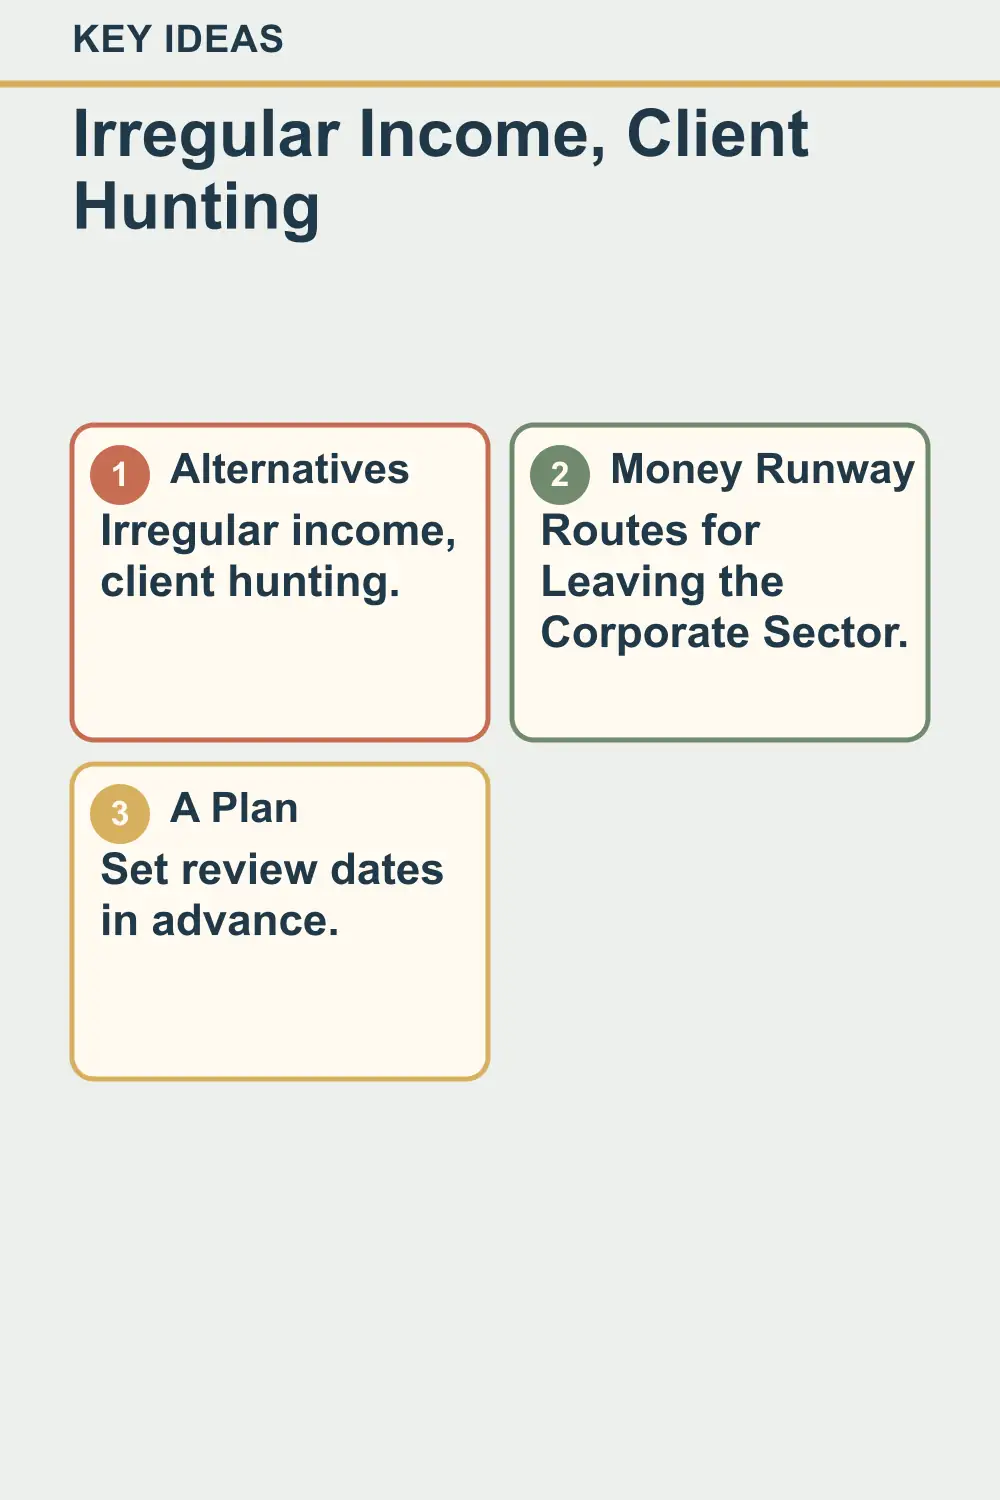 KEY IDEAS
Irregular Income, Client
Hunting
1 Alternatives
Irregular income,
client hunting.
2 Money Runway
Routes for
Leaving the
Corporate Sector.
3 A Plan
Set review dates
in advance.